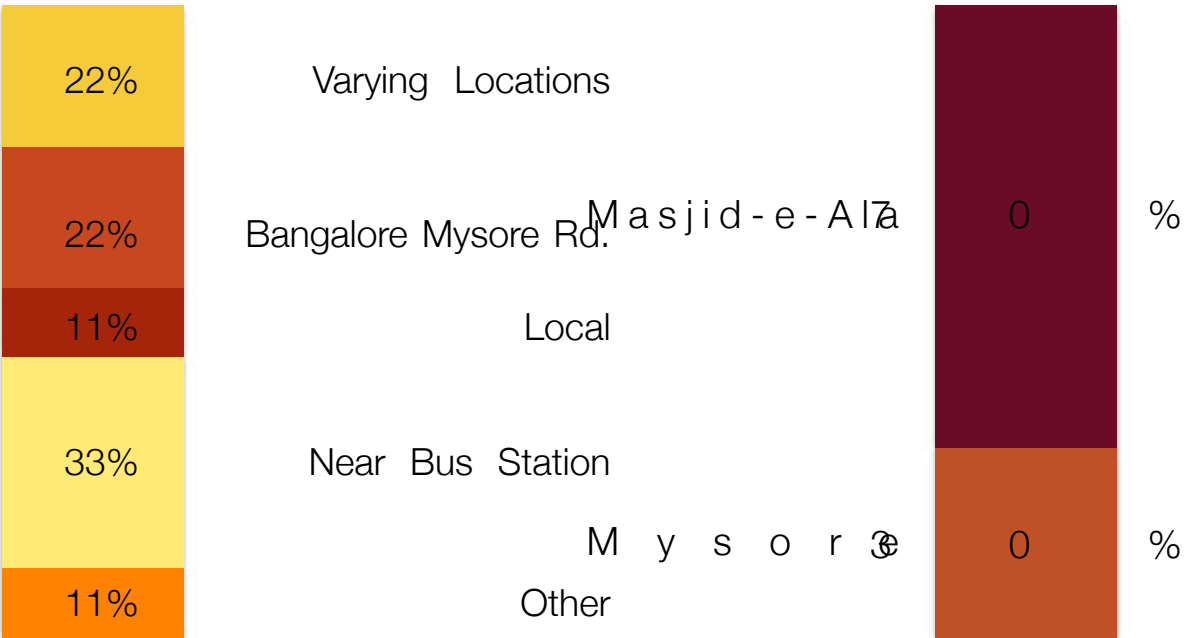 22% Varying Locations
Masjid-e-Ala 70%
22% Bangalore Mysore Rd.
11% Local
33% Near Bus Station
Mysore 30%
11% Other